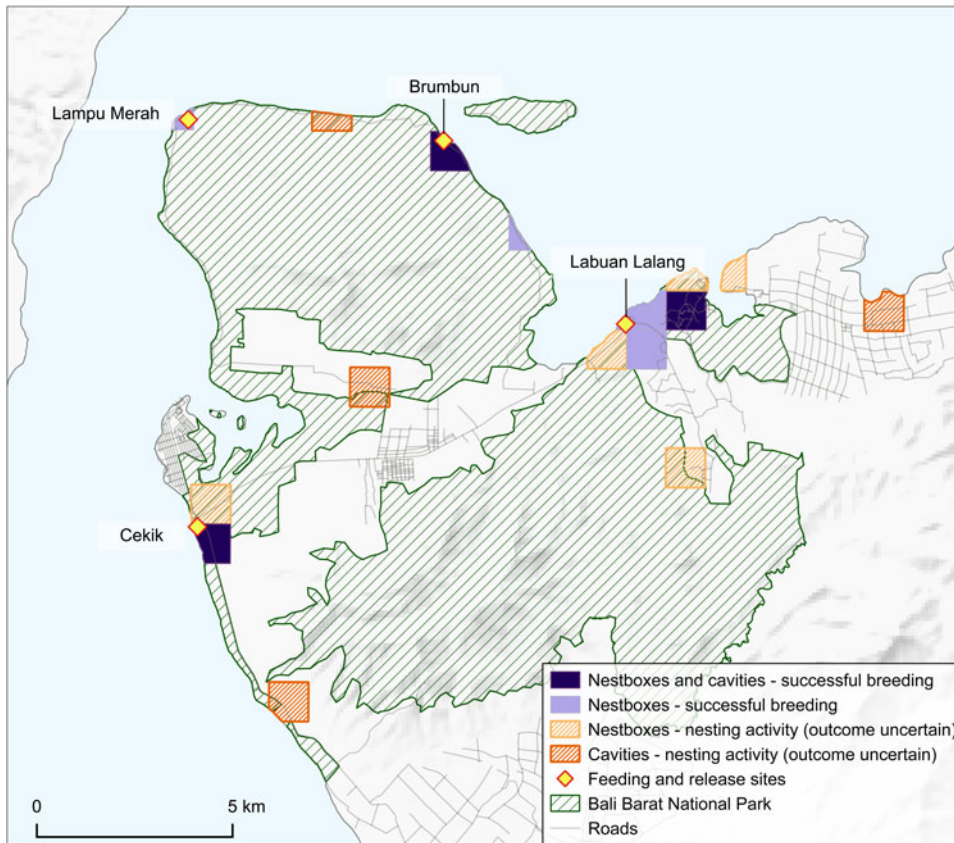 Brumbun
Lampu Merah
Labuan Lalang
Cekik
Nestboxes and cavities - successful breeding
Nestboxes - successful breeding
Nestboxes - nesting activity (outcome uncertain)
Cavities - nesting activity (outcome uncertain)
Feeding and release sites
Bali Barat National Park
Roads
0 5 km